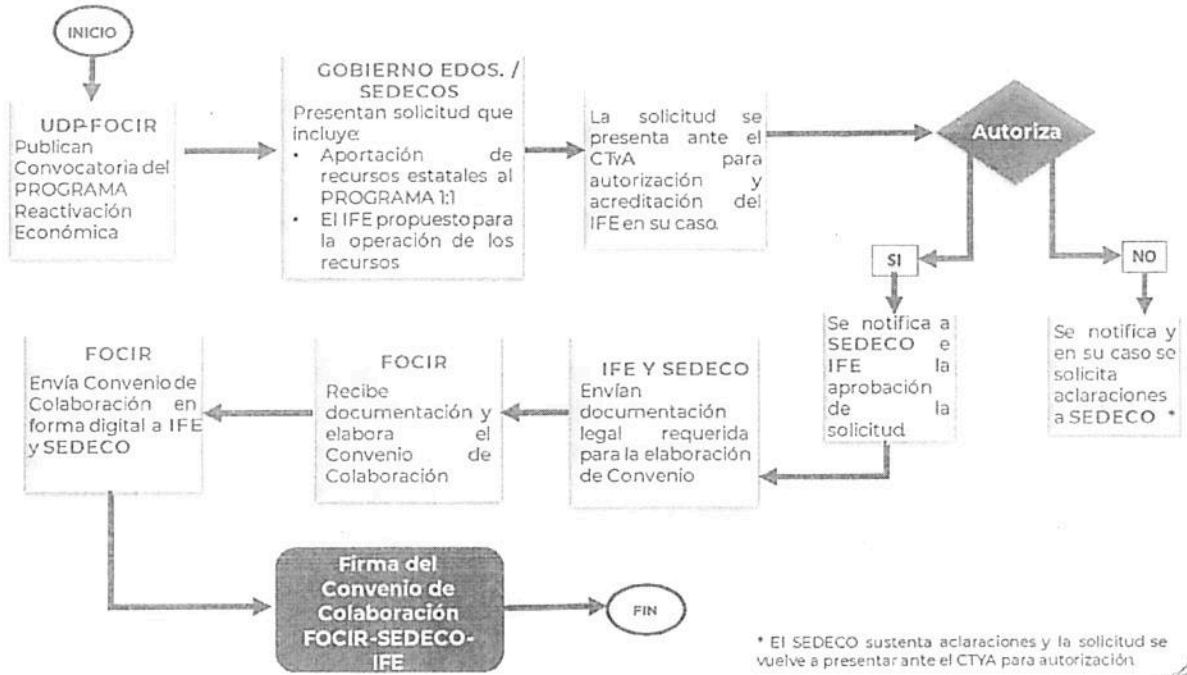 INICIO
UDP-FOCIR
Publican
Convocatoria del
PROGRAMA
Reactivación
Económica
GOBIERNO EDOS. /
SEDECOS
Presentan solicitud que
incluye:
• Aportación de
recursos estatales al
PROGRAMA 1:1
• El IFE propuesto para
la operación de los
recursos
La solicitud se
presenta ante el
CTYA para
autorización y
acreditación del
IFE en su caso.
Autoriza
SI
NO
Se notifica a
SEDECO e
IFE la
aprobación
de la
solicitud.
Se notifica y
en su caso se
solicita
aclaraciones
a SEDECO *
IFE Y SEDECO
Envían
documentación
legal requerida
para la elaboración
de Convenio
FOCIR
Recibe
documentación y
elabora el
Convenio de
Colaboración
FOCIR
Envía Convenio de
Colaboración en
forma digital a IFE
y SEDECO
Firma del
Convenio de
Colaboración
FOCIR-SEDECO-
IFE
FIN
* El SEDECO sustenta aclaraciones y la solicitud se
vuelve a presentar ante el CTYA para autorización.